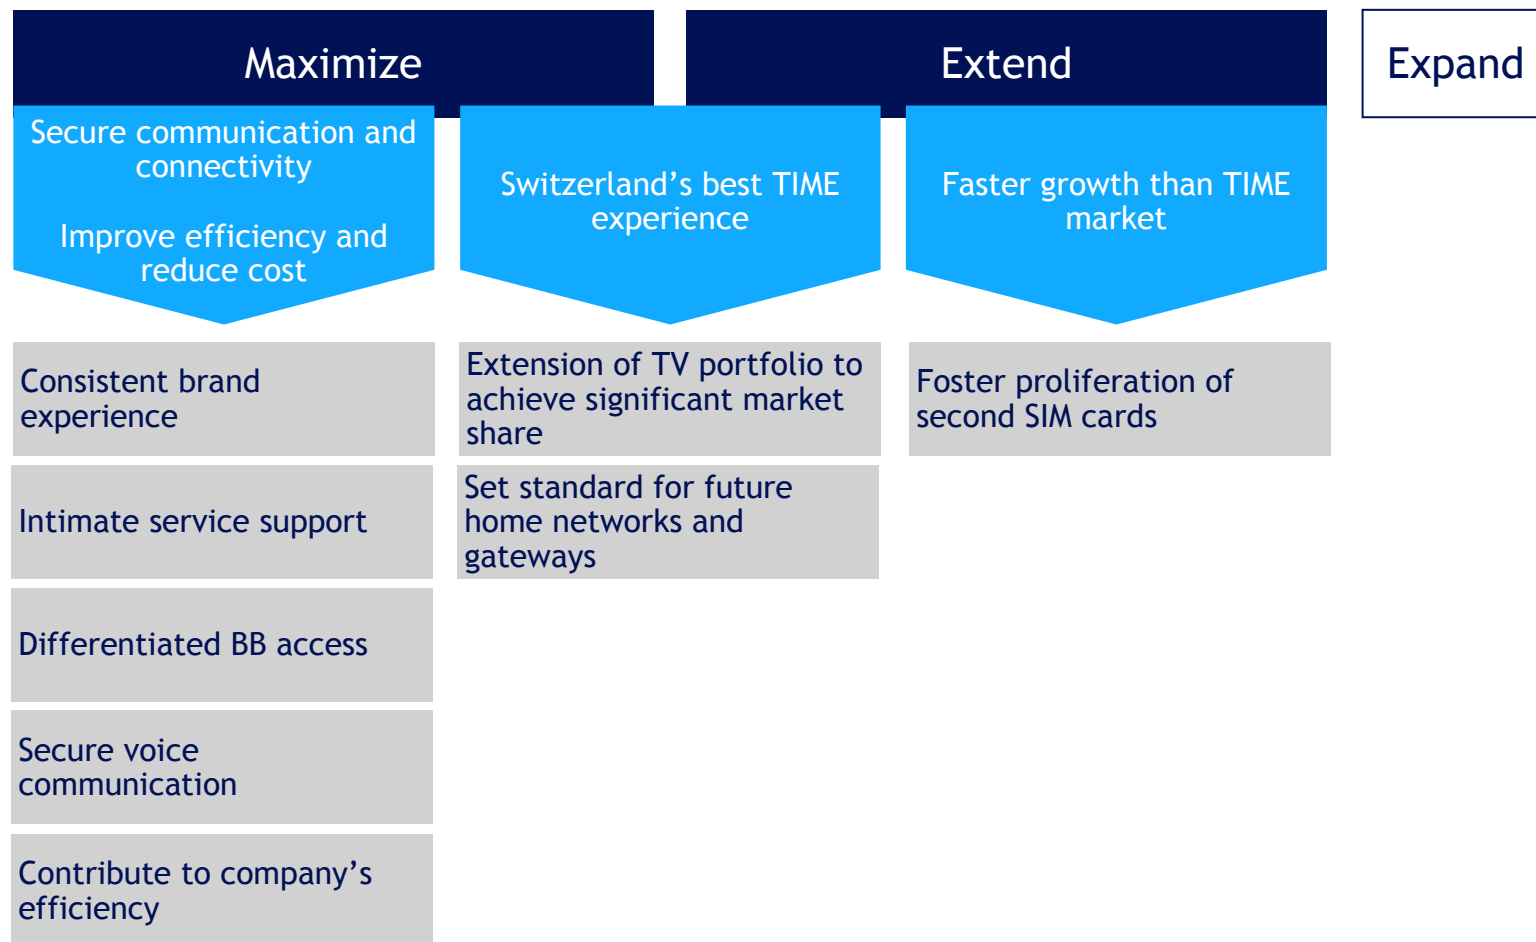 Maximize
Extend
Expand
Secure communication and
connectivity
Improve efficiency and
reduce cost
Switzerland’s best TIME
experience
Faster growth than TIME
market
Consistent brand
experience
Extension of TV portfolio to
achieve significant market
share
Foster proliferation of
second SIM cards
Intimate service support
Set standard for future
home networks and
gateways
Differentiated BB access
Secure voice
communication
Contribute to company’s
efficiency